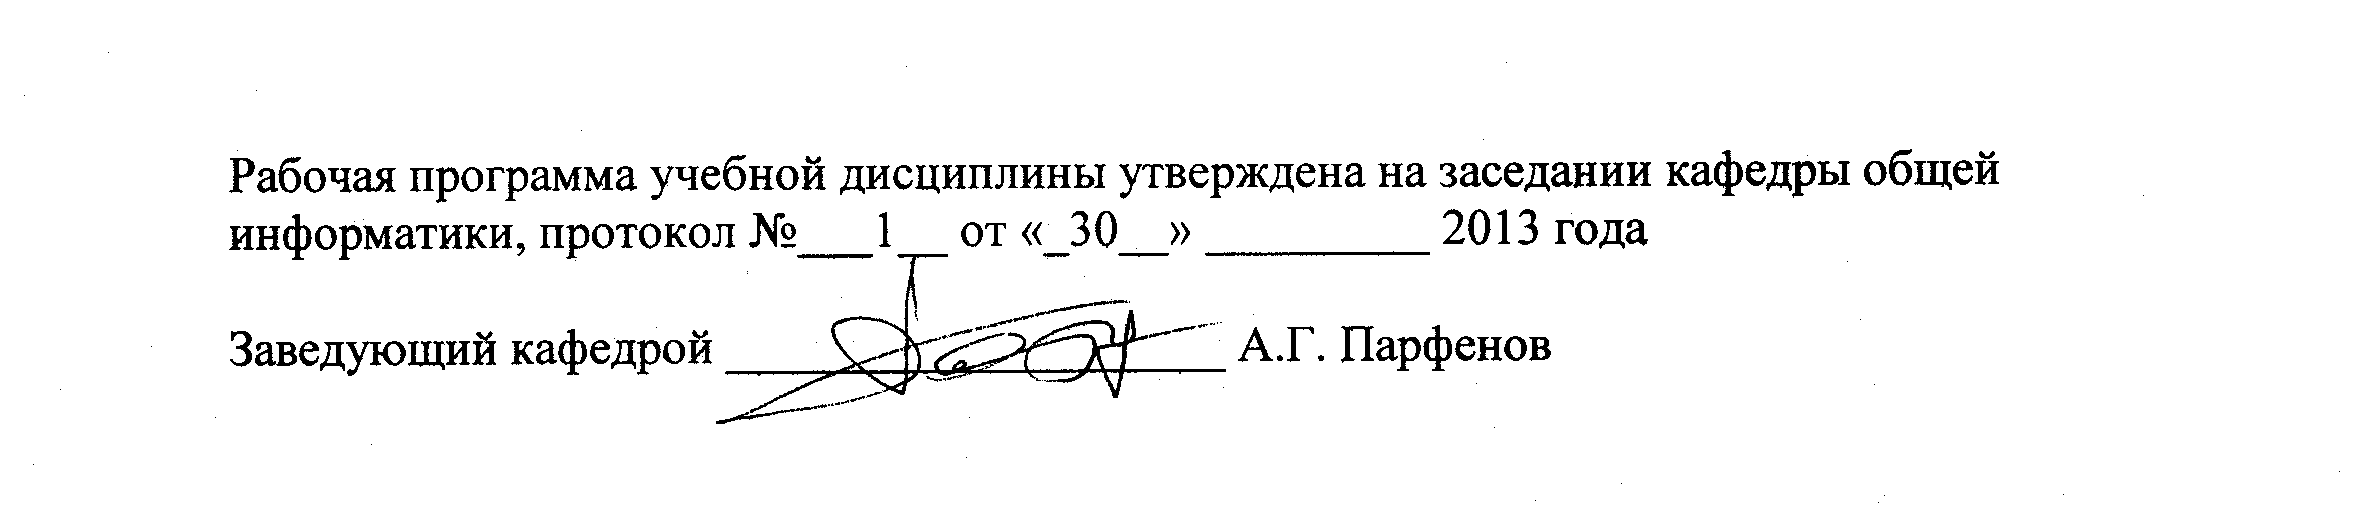 Рабочая программа учебной дисциплины утверждена на заседании кафедры общей
информатики, протокол №___1__ от «_30__» _________ 2013 года
Заведующий кафедрой ____________________ А.Г. Парфенов